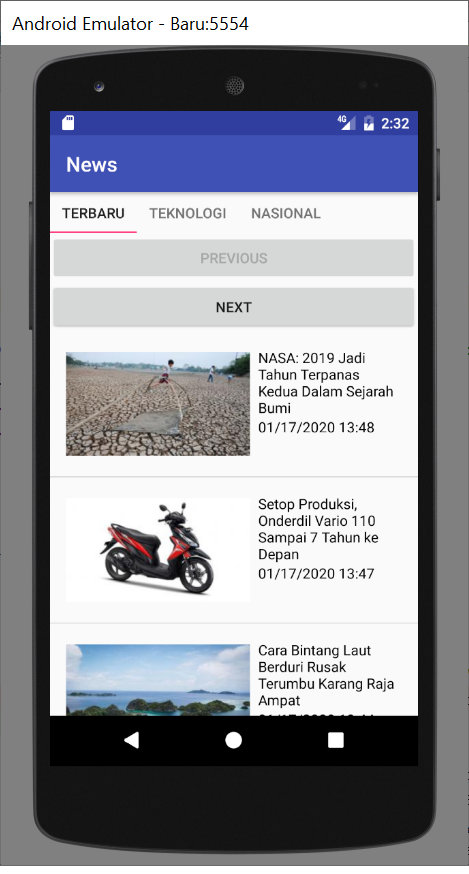 Android Emulator - Baru:5554
4G 2:32
News
TERBARU TEKNOLOGI NASIONAL
PREVIOUS
NEXT
NASA: 2019 Jadi
Tahun Terpanas
Kedua Dalam Sejarah
Bumi
01/17/2020 13:48
Setop Produksi,
Onderdil Vario 110
Sampai 7 Tahun ke
Depan
01/17/2020 13:47
Cara Bintang Laut
Berduri Rusak
Terumbu Karang Raja
Ampat